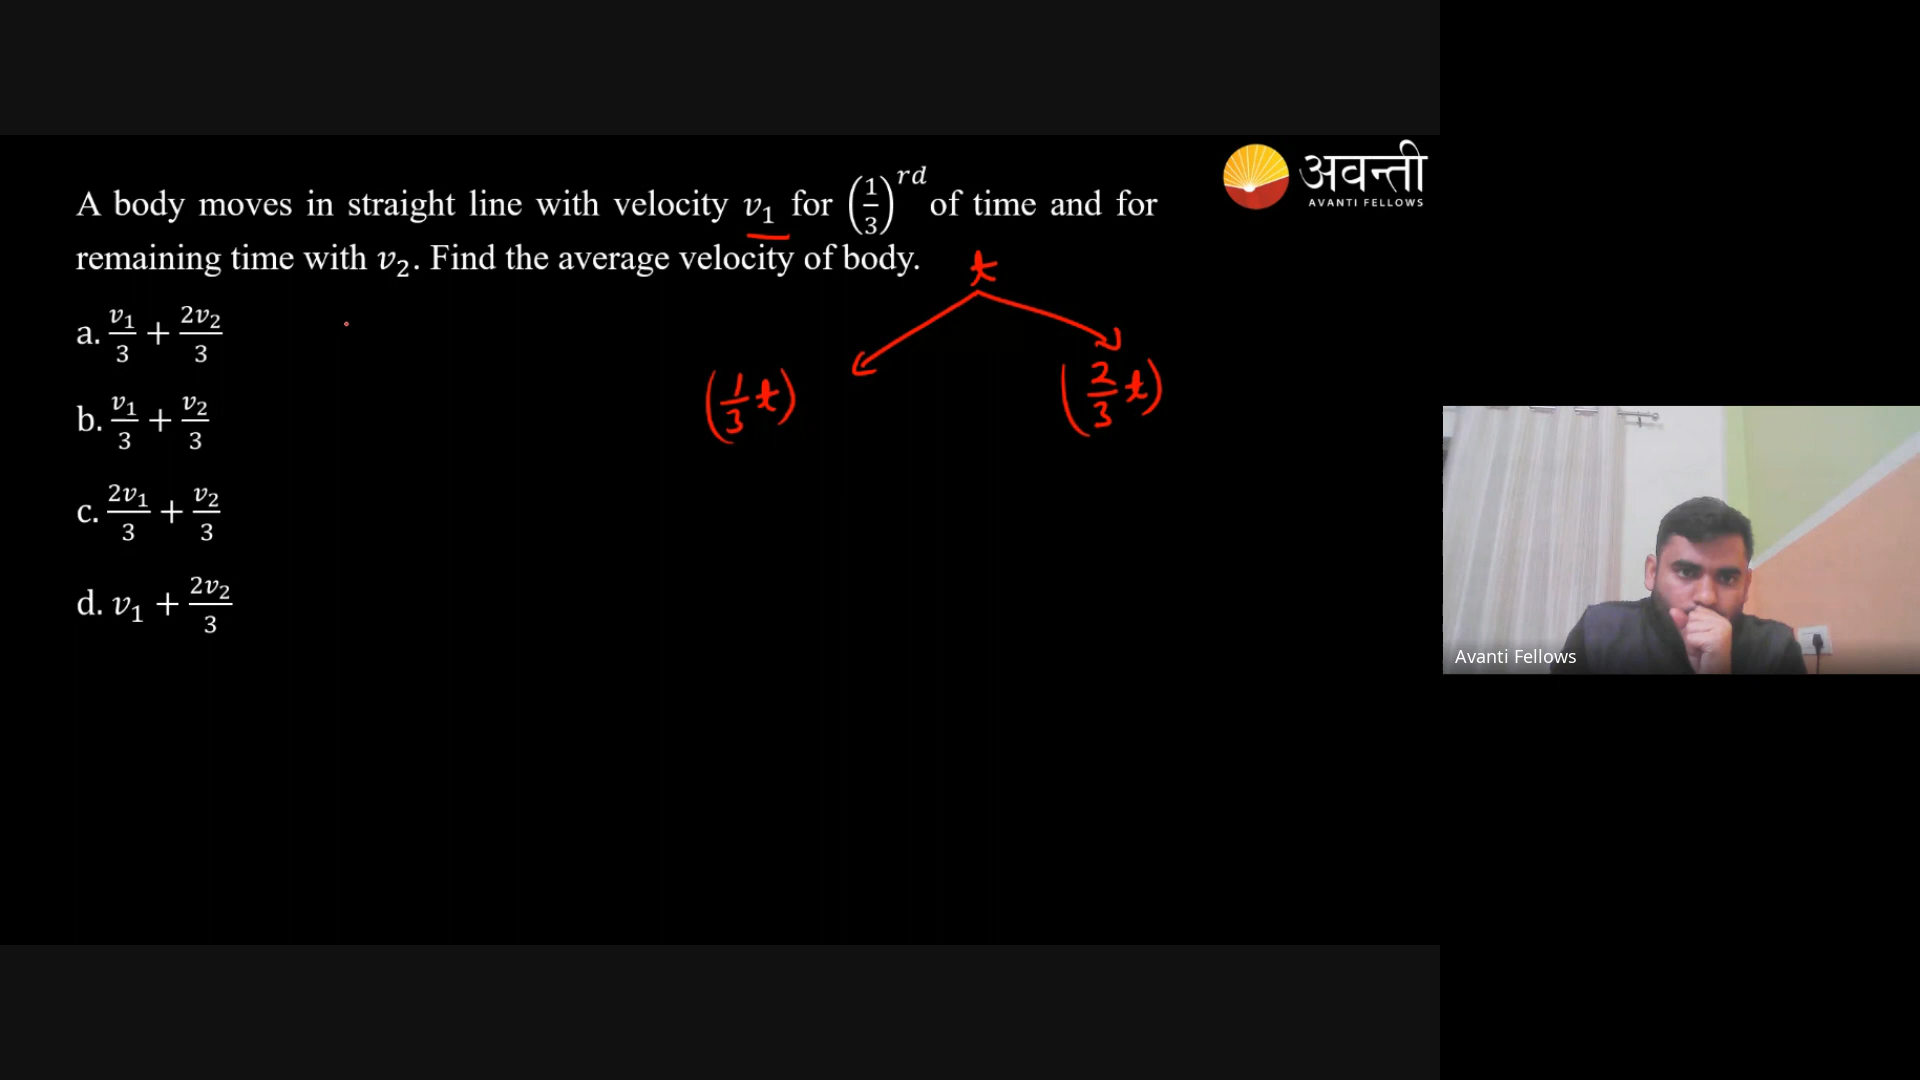 अवन्ती
AVANTI FELLOWS
A body moves in straight line with velocity v₁ for (1/3)^rd of time and for
remaining time with v₂. Find the average velocity of body.
t
(1/3 t) (2/3 t)
a. v₁/3 + 2v₂/3
b. v₁/3 + v₂/3
c. 2v₁/3 + v₂/3
d. v₁ + 2v₂/3
Avanti Fellows